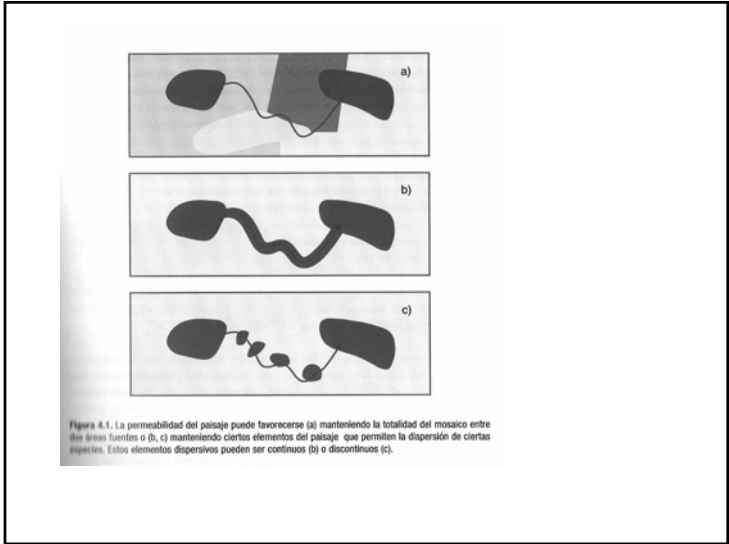 a)
b)
c)
Figura 4.1. La permeabilidad del paisaje puede favorecerse (a) manteniendo la totalidad del mosaico entre
dos áreas fuentes o (b, c) manteniendo ciertos elementos del paisaje que permiten la dispersión de ciertas
especies. Estos elementos dispersivos pueden ser continuos (b) o discontinuos (c).